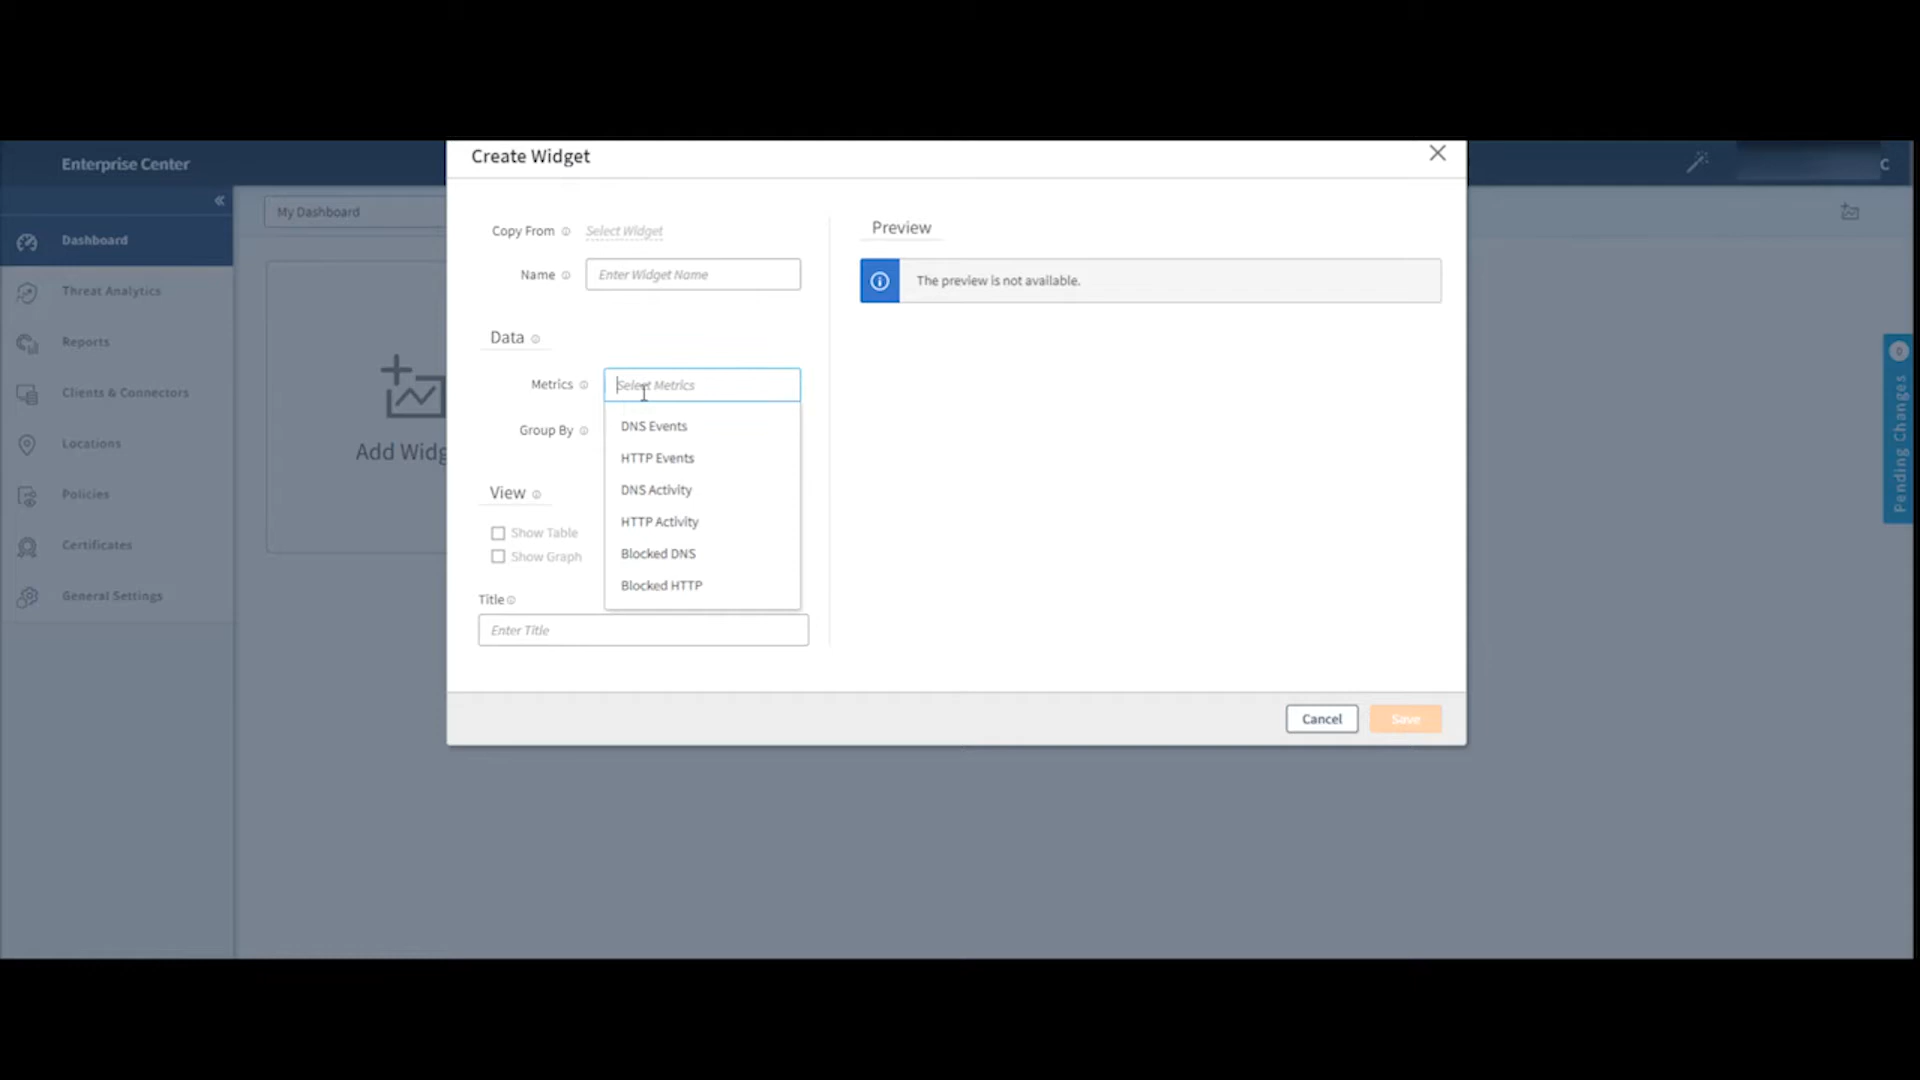 Enterprise Center
Create Widget
C
My Dashboard
Dashboard
Threat Analytics
Reports
Clients & Connectors
Locations
Policies
Certificates
General Settings
Add Widg
Copy From
Select Widget
Name
Enter Widget Name
Data
Metrics
Select Metrics
DNS Events
HTTP Events
DNS Activity
HTTP Activity
Blocked DNS
Blocked HTTP
Group By
View
Show Table
Show Graph
Title
Enter Title
Preview
The preview is not available.
Cancel
Save
0
Pending Changes